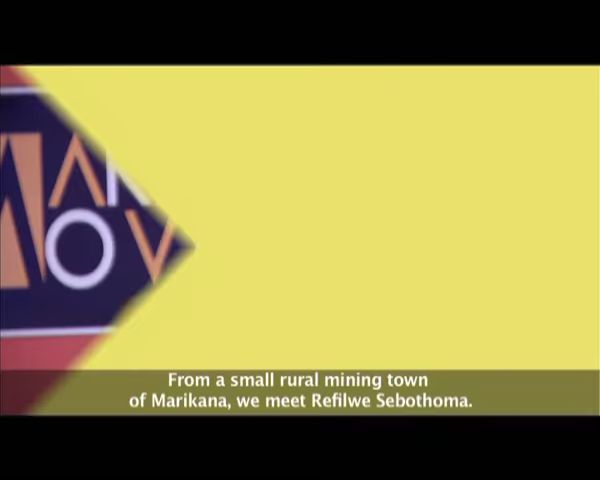 From a small rural mining town
of Marikana, we meet Refilwe Sebothoma.